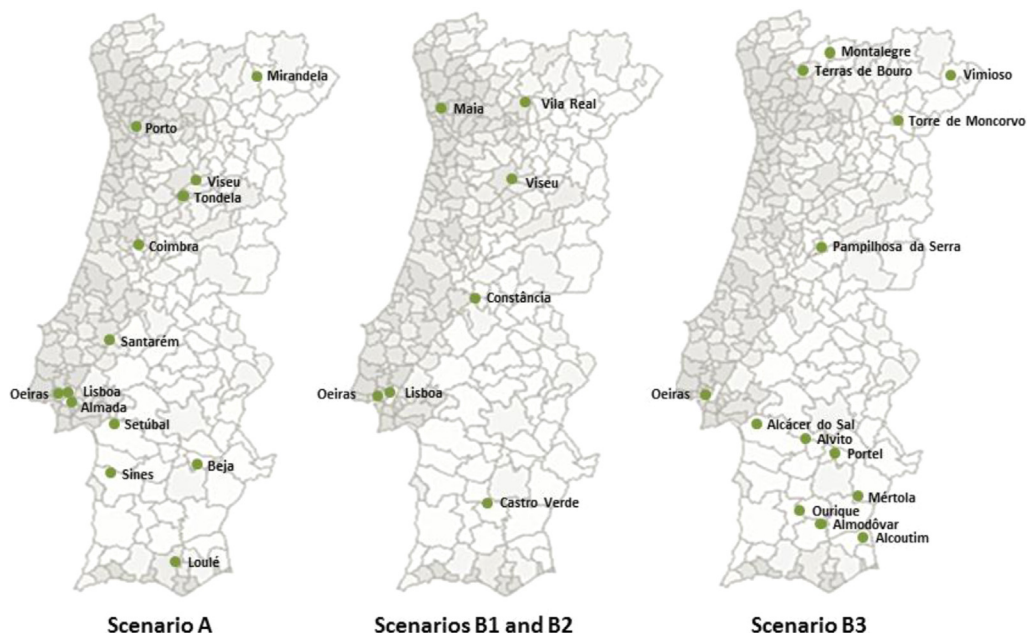 Mirandela
Porto
Viseu
Tondela
Coimbra
Santarém
Oeiras
Lisboa
Almada
Setúbal
Beja
Sines
Loulé
Scenario A
Maia
Vila Real
Viseu
Constância
Oeiras
Lisboa
Castro Verde
Scenarios B1 and B2
Montalegre
Terras de Bouro
Vimioso
Torre de Moncorvo
Pampilhosa da Serra
Oeiras
Alcácer do Sal
Alvito
Portel
Mértola
Ourique
Almodôvar
Alcoutim
Scenario B3